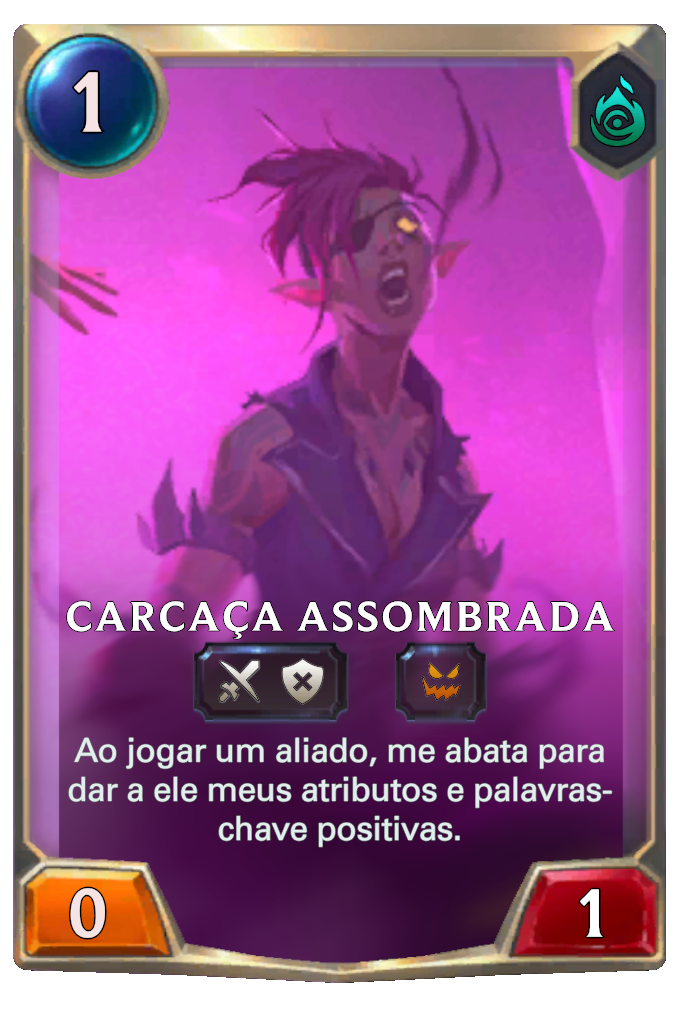 1
CARCAÇA ASSOMBRADA
Ao jogar um aliado, me abata para
dar a ele meus atributos e palavras-
chave positivas.
0
1